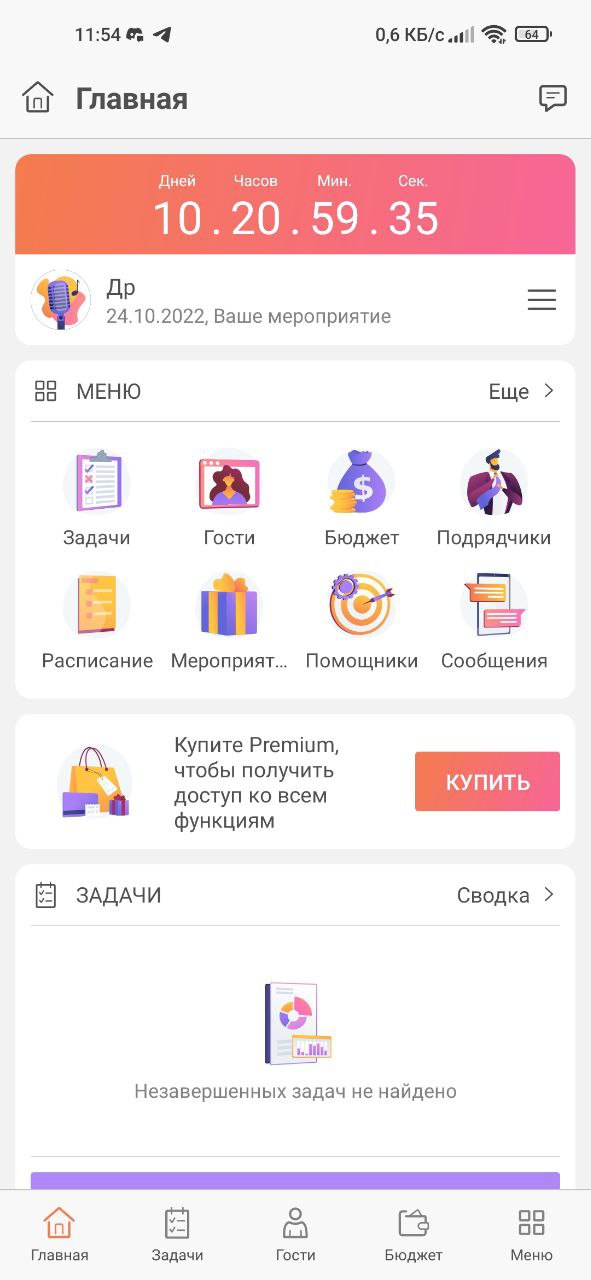 11:54
0,6 КБ/с
64
Главная
Дней Часов Мин. Сек.
10 . 20 . 59 . 35
Др
24.10.2022, Ваше мероприятие
МЕНЮ
Еще
Задачи Гости Бюджет Подрядчики
Расписание Мероприят... Помощники Сообщения
Купите Premium,
чтобы получить
доступ ко всем
функциям
КУПИТЬ
ЗАДАЧИ
Сводка
Незавершенных задач не найдено
Главная Задачи Гости Бюджет Меню